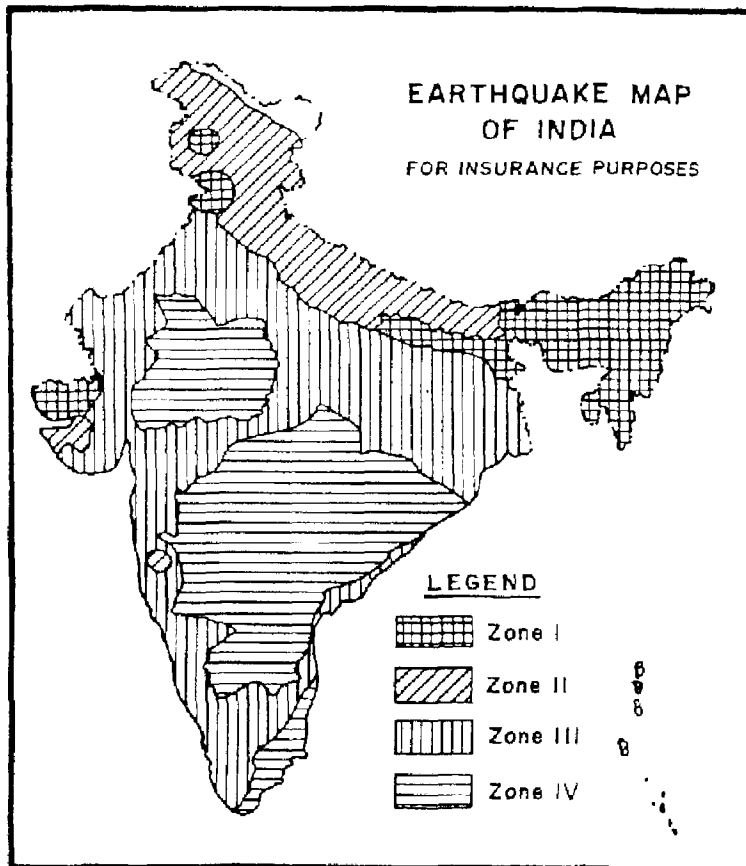 EARTHQUAKE MAP
OF INDIA
FOR INSURANCE PURPOSES
LEGEND
Zone I
Zone II
Zone III
Zone IV